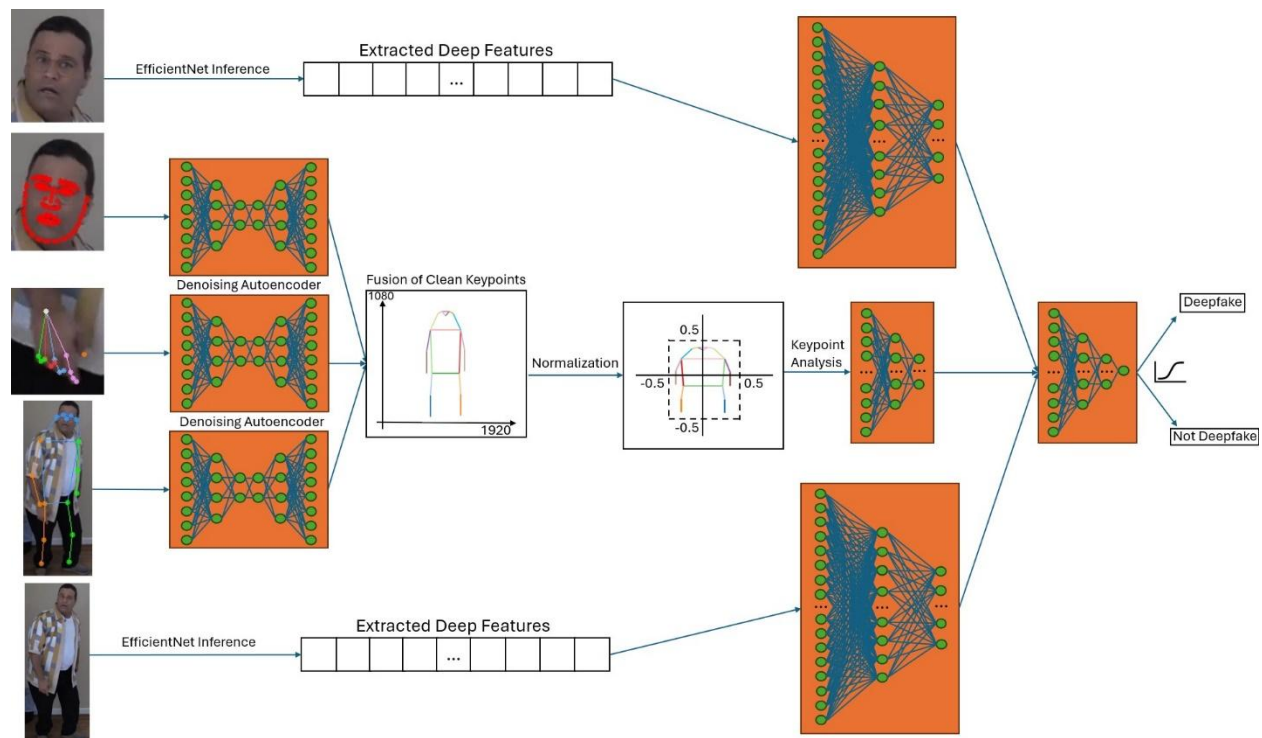 EfficientNet Inference
Extracted Deep Features
...
...
Denoising Autoencoder
Denoising Autoencoder
Fusion of Clean Keypoints
1080
1920
Normalization
0.5
-0.5
0.5
-0.5
Keypoint
Analysis
Deepfake
Not Deepfake
EfficientNet Inference
Extracted Deep Features
...
...